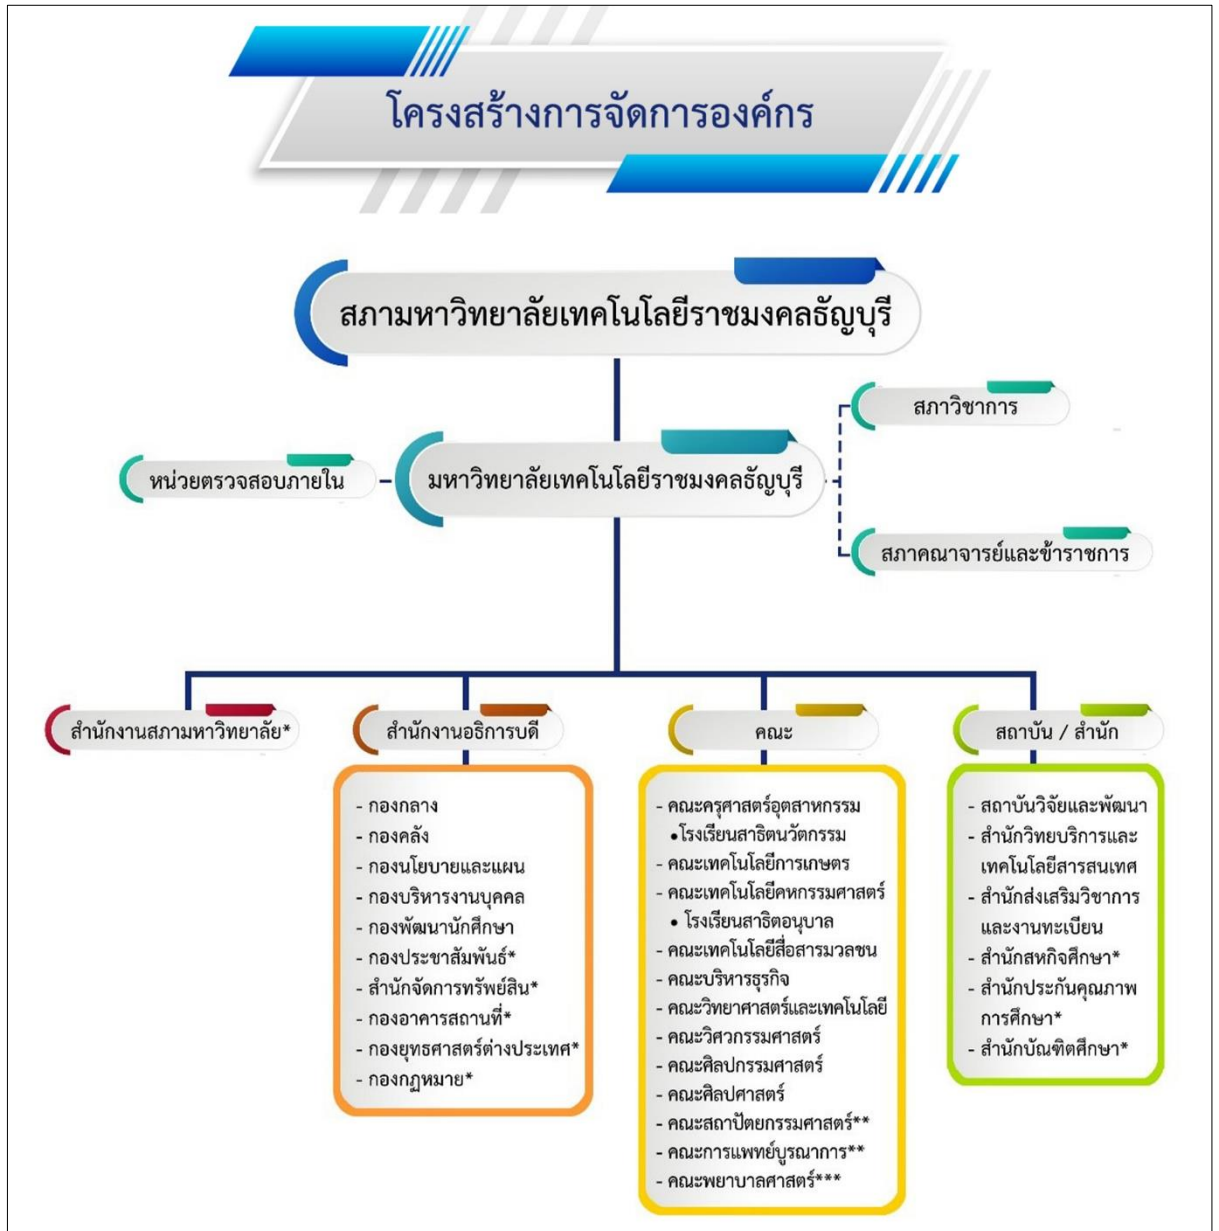 โครงสร้างการจัดการองค์กร
สภามหาวิทยาลัยเทคโนโลยีราชมงคลธัญบุรี
สภาวิชาการ
หน่วยตรวจสอบภายใน
มหาวิทยาลัยเทคโนโลยีราชมงคลธัญบุรี
สภาคณาจารย์และข้าราชการ
สำนักงานสภามหาวิทยาลัย*
สำนักงานอธิการบดี
- กองกลาง
- กองคลัง
- กองนโยบายและแผน
- กองบริหารงานบุคคล
- กองพัฒนานักศึกษา
- กองประชาสัมพันธ์*
- สำนักจัดการทรัพย์สิน*
- กองอาคารสถานที่*
- กองยุทธศาสตร์ต่างประเทศ*
- กองกฎหมาย*
คณะ
- คณะครุศาสตร์อุตสาหกรรม
•โรงเรียนสาธิตนวัตกรรม
- คณะเทคโนโลยีการเกษตร
- คณะเทคโนโลยีคหกรรมศาสตร์
• โรงเรียนสาธิตอนุบาล
- คณะเทคโนโลยีสื่อสารมวลชน
- คณะบริหารธุรกิจ
- คณะวิทยาศาสตร์และเทคโนโลยี
- คณะวิศวกรรมศาสตร์
- คณะศิลปกรรมศาสตร์
- คณะศิลปศาสตร์
- คณะสถาปัตยกรรมศาสตร์**
- คณะการแพทย์บูรณาการ**
- คณะพยาบาลศาสตร์***
สถาบัน / สำนัก
- สถาบันวิจัยและพัฒนา
- สำนักวิทยบริการและ
เทคโนโลยีสารสนเทศ
- สำนักส่งเสริมวิชาการ
และงานทะเบียน
- สำนักสหกิจศึกษา*
- สำนักประกันคุณภาพ
การศึกษา*
- สำนักบัณฑิตศึกษา*